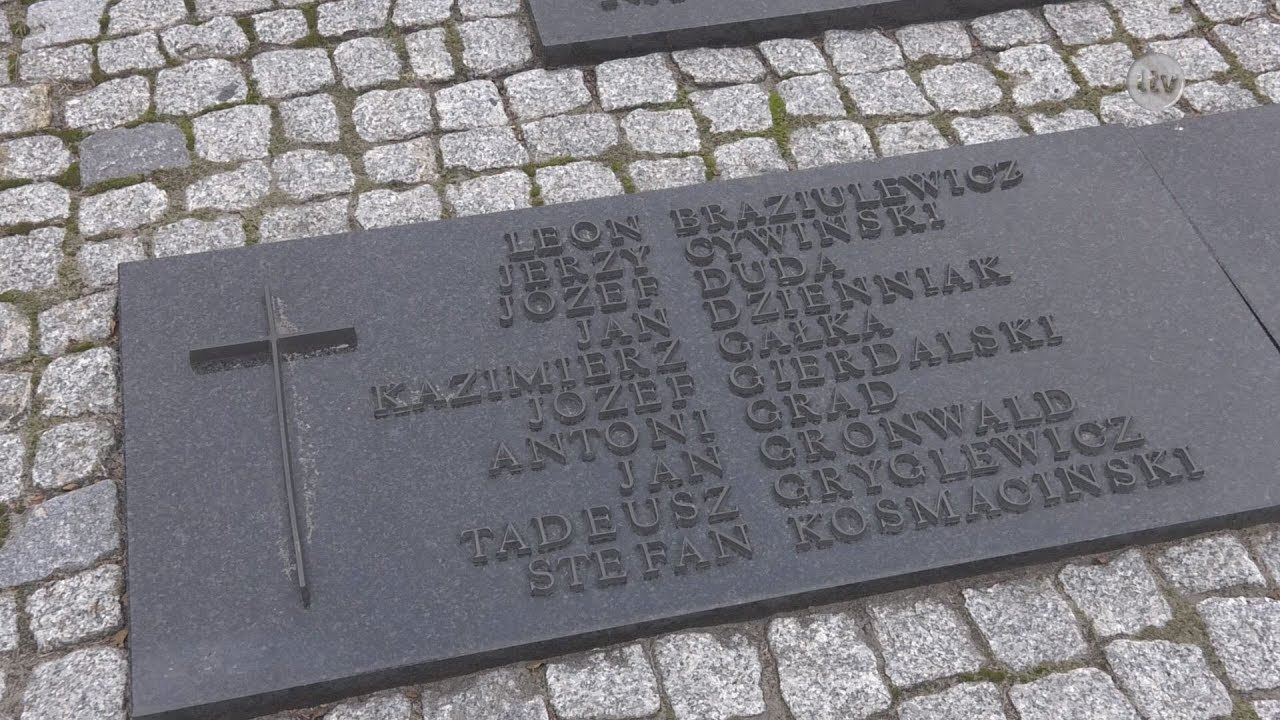 LEON BRAZIULEWICZ
JERZY CYWIŃSKI
JÓZEF DUDA
JAN DZIENNIAK
KAZIMIERZ GAŁKA
JÓZEF GIERDALSKI
ANTONI GRAD
JAN GRONWALD
TADEUSZ GRYGLEWICZ
STEFAN KOSMACIŃSKI